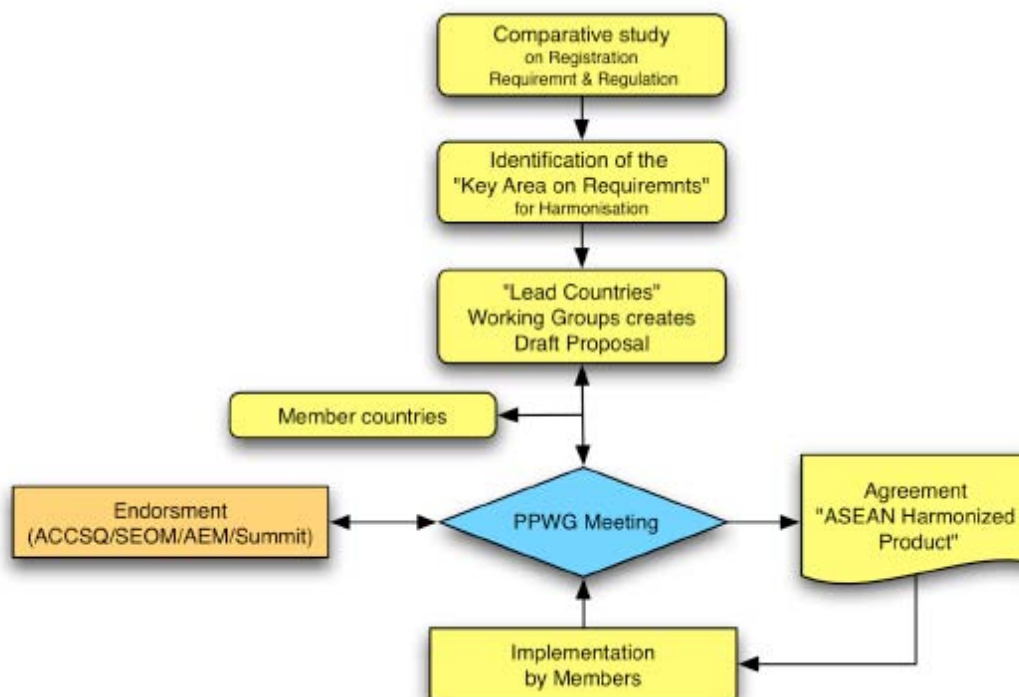 Comparative study
on Registration
Requiremnt & Regulation
Identification of the
"Key Area on Requiremnts"
for Harmonisation
"Lead Countries"
Working Groups creates
Draft Proposal
Member countries
Endorsment
(ACCSQ/SEOM/AEM/Summit)
PPWG Meeting
Agreement
"ASEAN Harmonized
Product"
Implementation
by Members